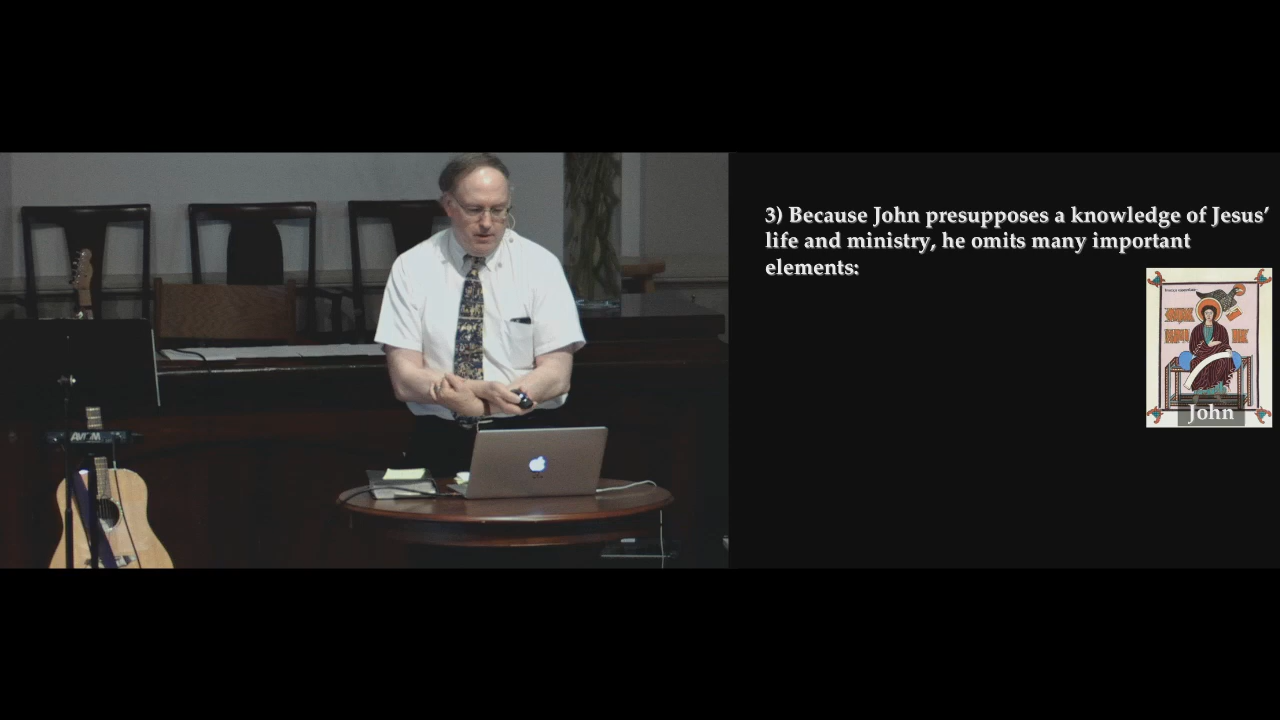 3) Because John presupposes a knowledge of Jesus’
life and ministry, he omits many important
elements:
John